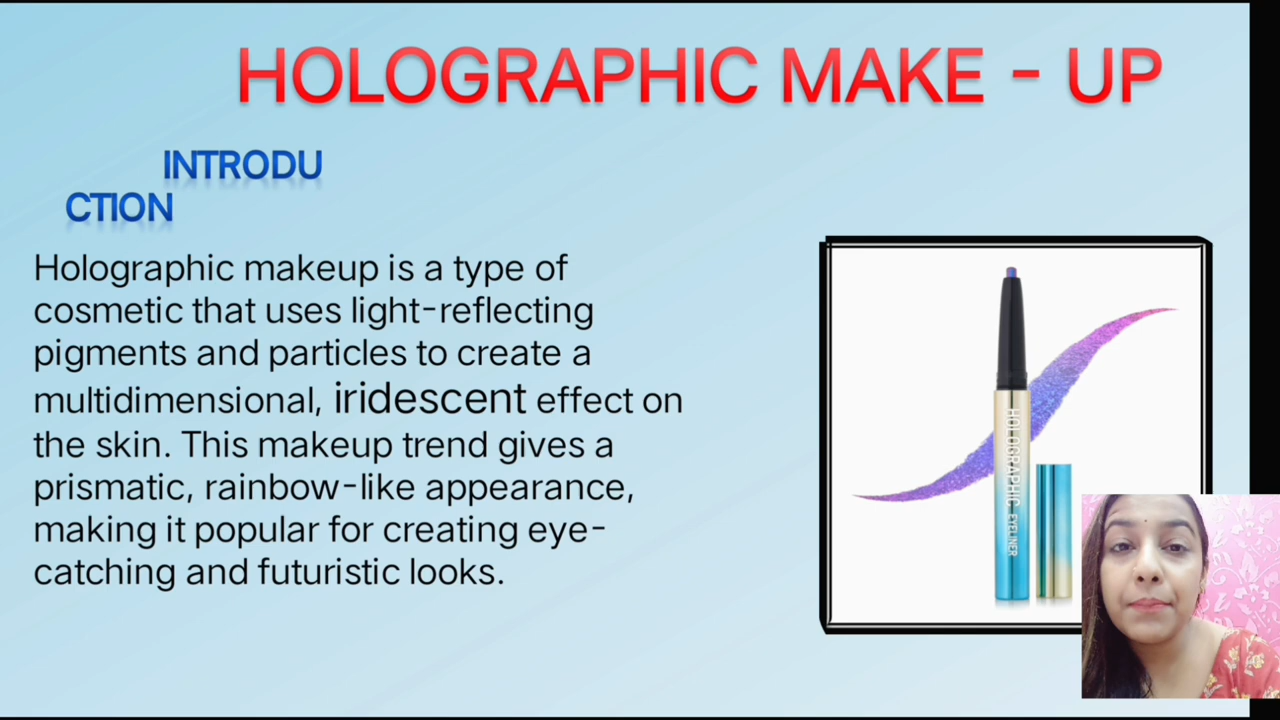 HOLOGRAPHIC MAKE - UP
INTRODU
CTION
Holographic makeup is a type of
cosmetic that uses light-reflecting
pigments and particles to create a
multidimensional, iridescent effect on
the skin. This makeup trend gives a
prismatic, rainbow-like appearance,
making it popular for creating eye-
catching and futuristic looks.
HOLOGRAPHIC EYELINER